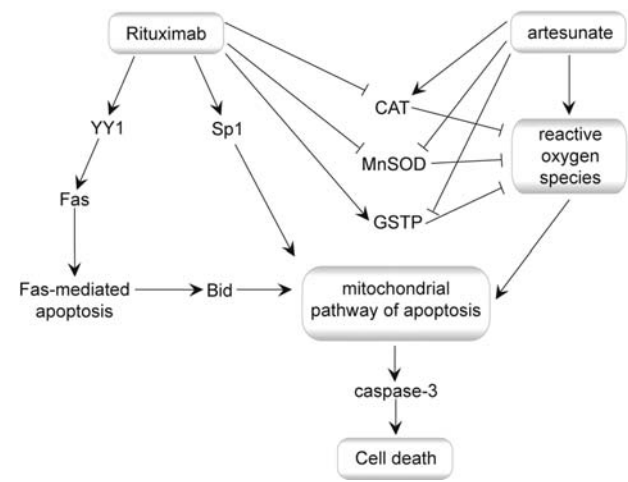 Rituximab
artesunate
CAT
YY1
Sp1
reactive
oxygen
species
MnSOD
Fas
GSTP
Fas-mediated
apoptosis
Bid
mitochondrial
pathway of apoptosis
caspase-3
Cell death